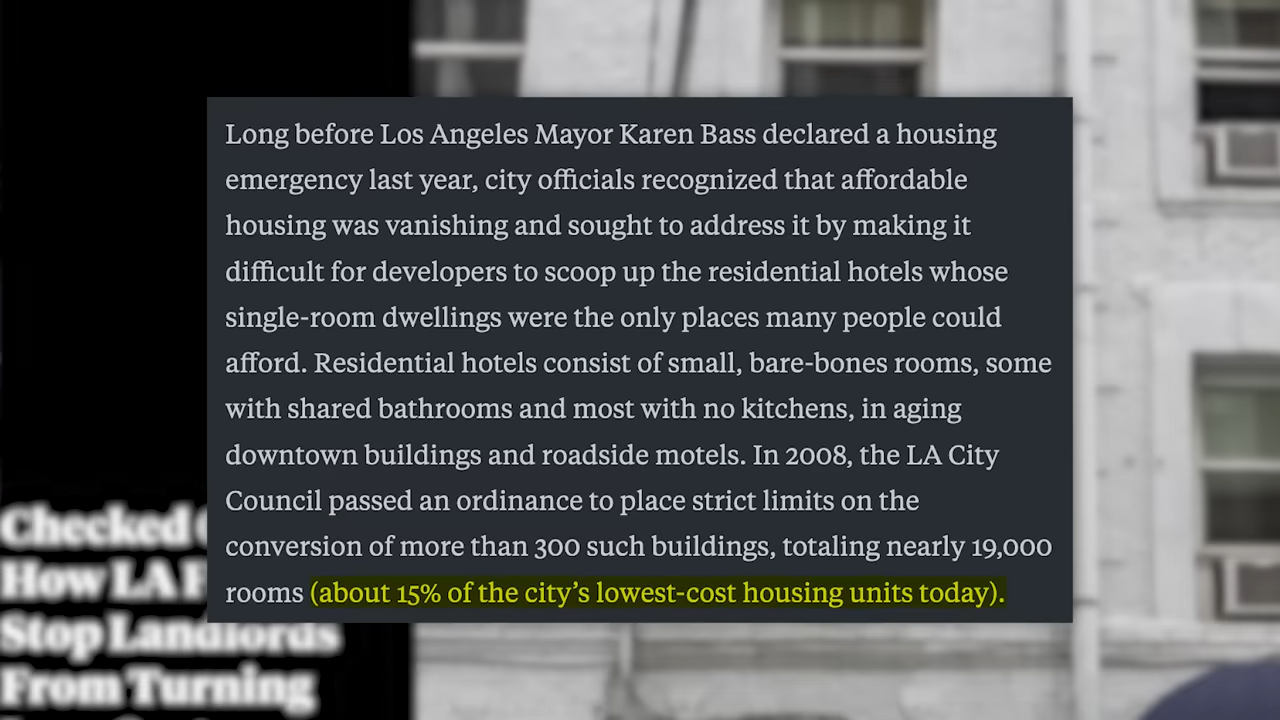 Long before Los Angeles Mayor Karen Bass declared a housing
emergency last year, city officials recognized that affordable
housing was vanishing and sought to address it by making it
difficult for developers to scoop up the residential hotels whose
single-room dwellings were the only places many people could
afford. Residential hotels consist of small, bare-bones rooms, some
with shared bathrooms and most with no kitchens, in aging
downtown buildings and roadside motels. In 2008, the LA City
Council passed an ordinance to place strict limits on the
conversion of more than 300 such buildings, totaling nearly 19,000
rooms (about 15% of the city’s lowest-cost housing units today).
Checked
How LA
Stop Landlords
From Turning